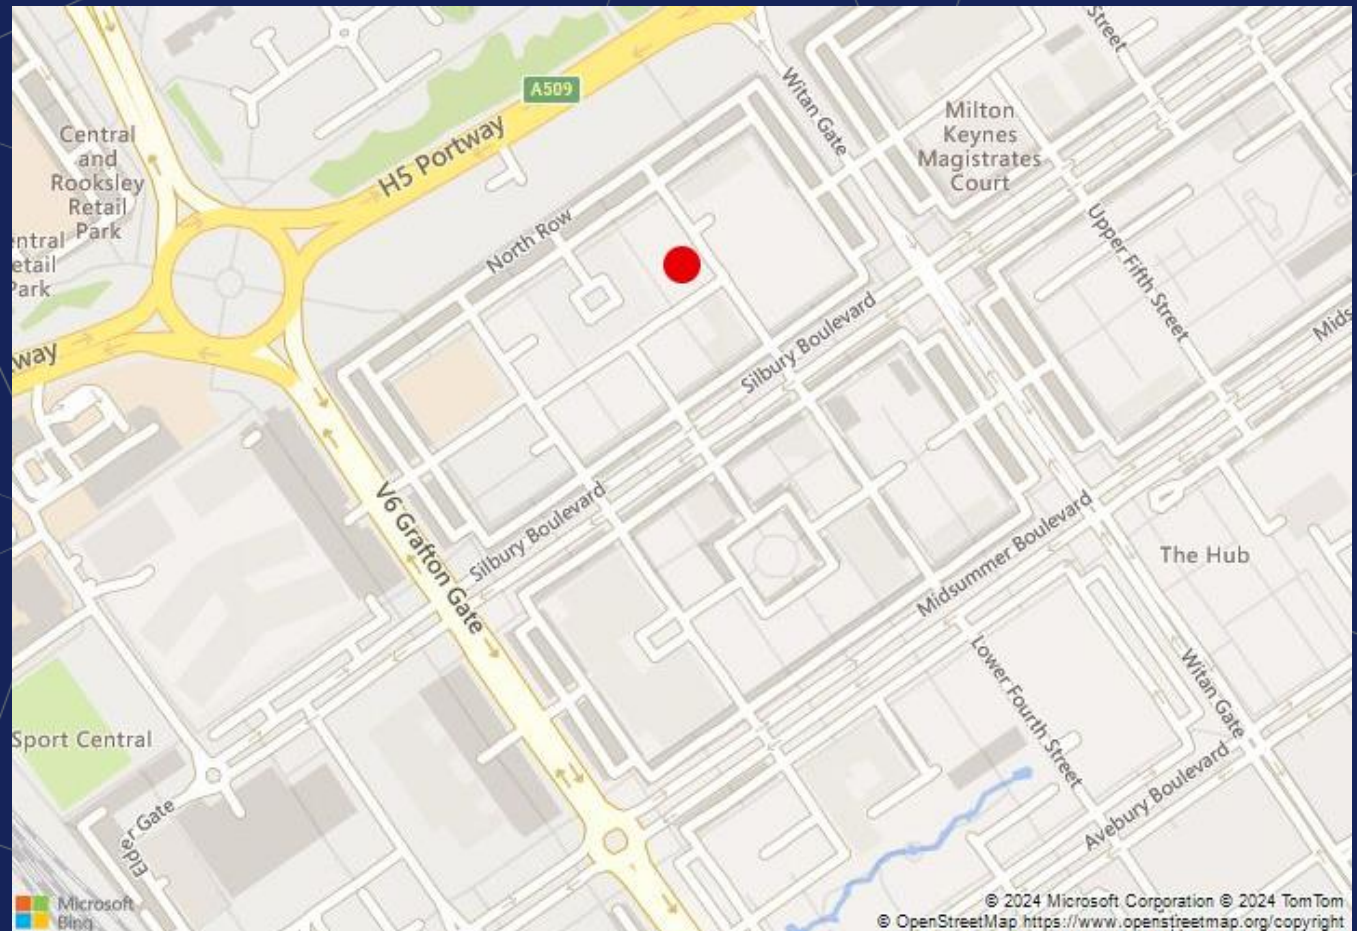 Street
A509
Witan Gate
Milton
Keynes
Magistrates
Court
Central
and
Rooksley
Retail
Park
H5 Portway
North Row
Upper Fifth Street
entral
etail
Park
way
Silbury Boulevard
Mids
V6 Grafton Gate
Silbury Boulevard
Midsummer Boulevard
The Hub
Lower Fourth Street
Witan Gate
Sport Central
Avebury Boulevard
Elder Gate
Microsoft
Bing
© 2024 Microsoft Corporation © 2024 TomTom
© OpenStreetMap https://www.openstreetmap.org/copyright